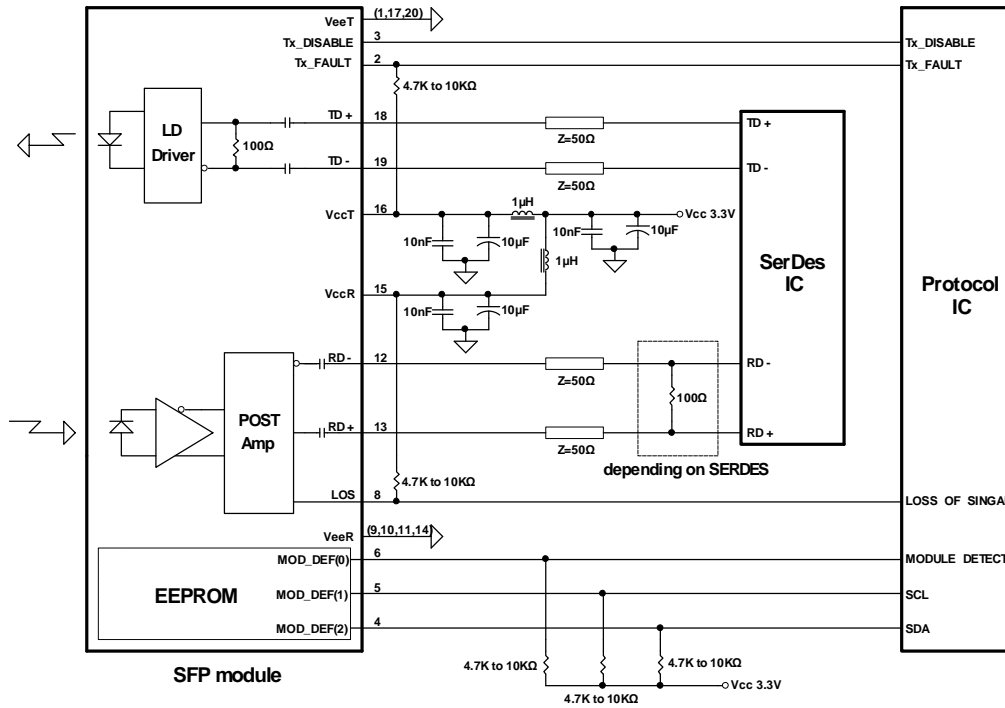 VeeT (1,17,20)
Tx_DISABLE 3 Tx_DISABLE
Tx_FAULT 2 Tx_FAULT
4.7K to 10KΩ
LD
Driver
100Ω
TD+ 18 TD+
Z=50Ω
TD- 19 TD-
Z=50Ω
1µH
VccT 16 Vcc 3.3V
10nF 10µF 10nF 10µF
1µH
SerDes
IC
Protocol
IC
VccR 15
10nF 10µF
RD- 12 RD-
Z=50Ω
100Ω
POST
Amp
RD+ 13 RD+
Z=50Ω
depending on SERDES
4.7K to 10KΩ
LOS 8 LOSS OF SINGAL
VeeR (9,10,11,14)
MOD_DEF(0) 6 MODULE DETECT
EEPROM MOD_DEF(1) 5 SCL
MOD_DEF(2) 4 SDA
4.7K to 10KΩ 4.7K to 10KΩ
SFP module
Vcc 3.3V
4.7K to 10KΩ